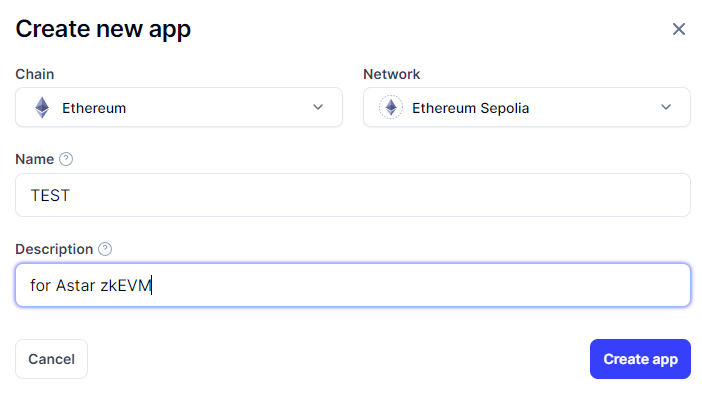 Create new app
Chain Network
Ethereum Ethereum Sepolia
Name ?
TEST
Description ?
for Astar zkEVM
Cancel Create app